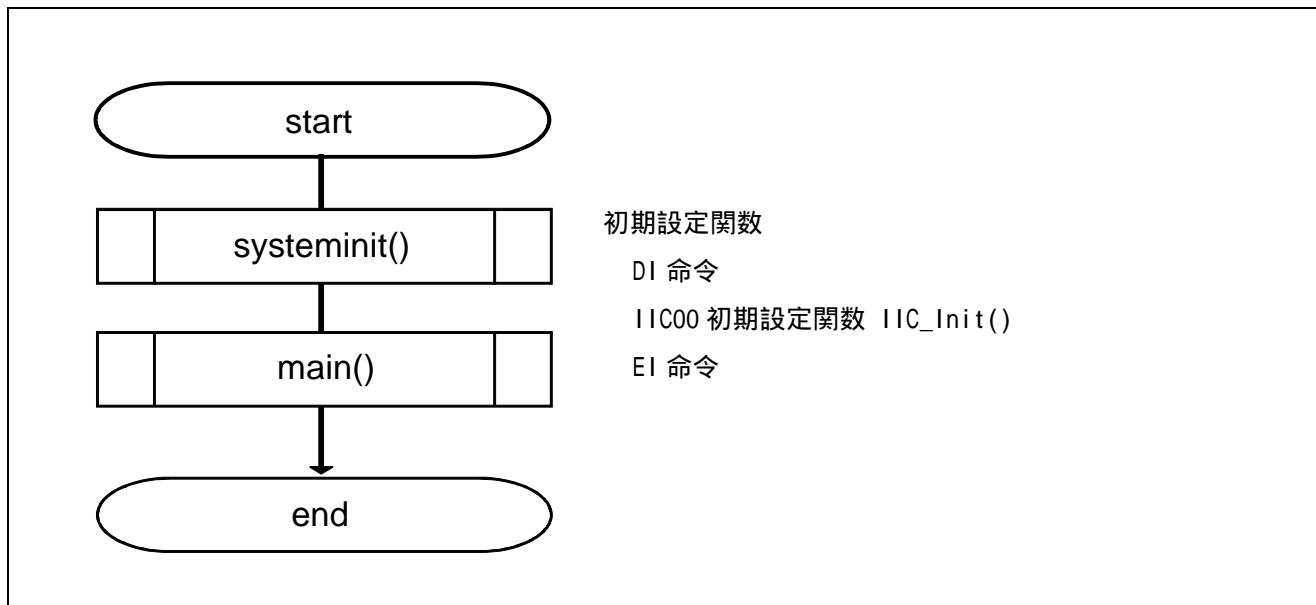 start
systeminit()
初期設定関数
DI 命令
IIC00 初期設定関数 IIC_Init()
EI 命令
main()
end